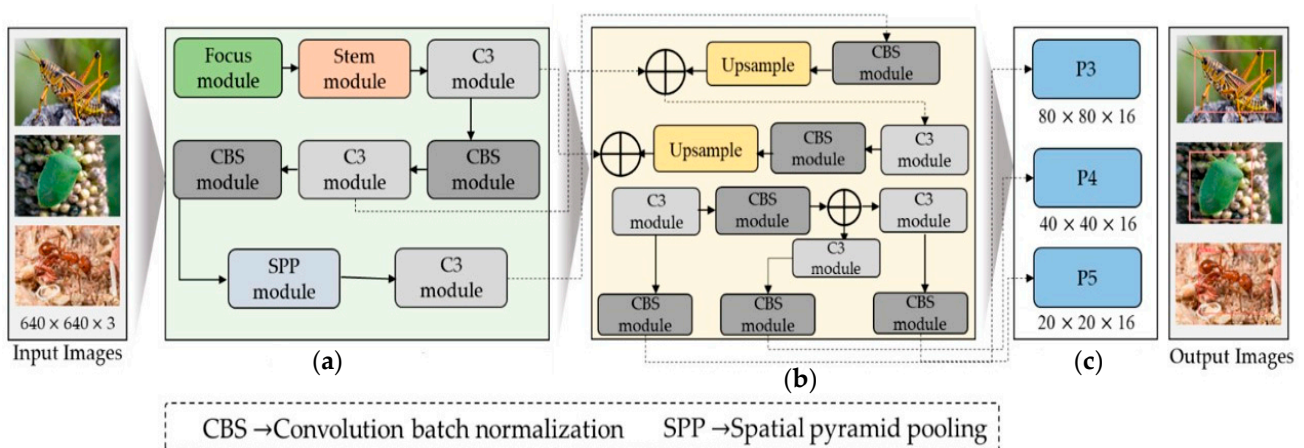 Focus
module
Stem
module
C3
module
CBS
module
C3
module
CBS
module
SPP
module
C3
module
640 × 640 × 3
Input Images
(a)
Upsample
CBS
module
Upsample
CBS
module
C3
module
C3
module
CBS
module
C3
module
C3
module
CBS
module
CBS
module
CBS
module
(b)
P3
80 × 80 × 16
P4
40 × 40 × 16
P5
20 × 20 × 16
(c)
Output Images
CBS →Convolution batch normalization SPP →Spatial pyramid pooling